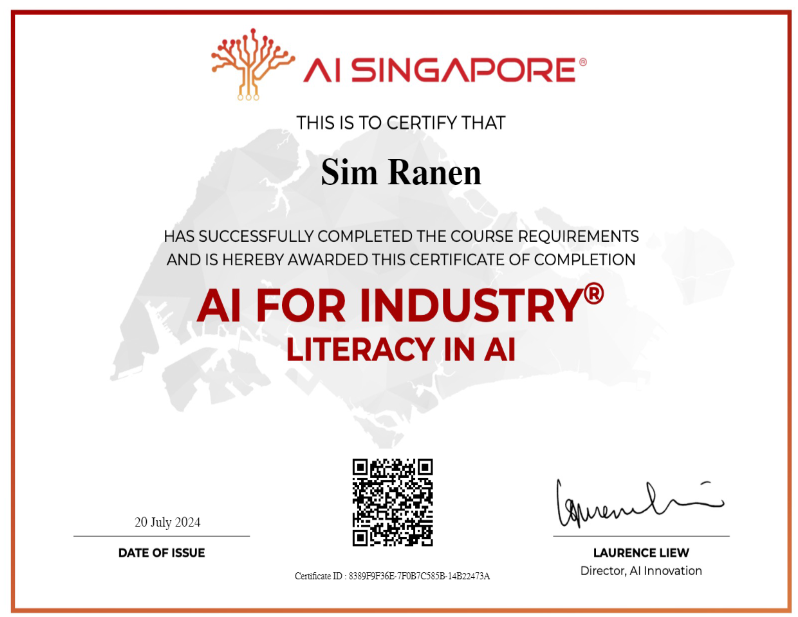 AI SINGAPORE®
THIS IS TO CERTIFY THAT
Sim Ranen
HAS SUCCESSFULLY COMPLETED THE COURSE REQUIREMENTS
AND IS HEREBY AWARDED THIS CERTIFICATE OF COMPLETION
AI FOR INDUSTRY®
LITERACY IN AI
20 July 2024
DATE OF ISSUE
Certificate ID : 8389F9F36E-7F0B7C585B-14B22473A
LAURENCE LIEW
Director, AI Innovation